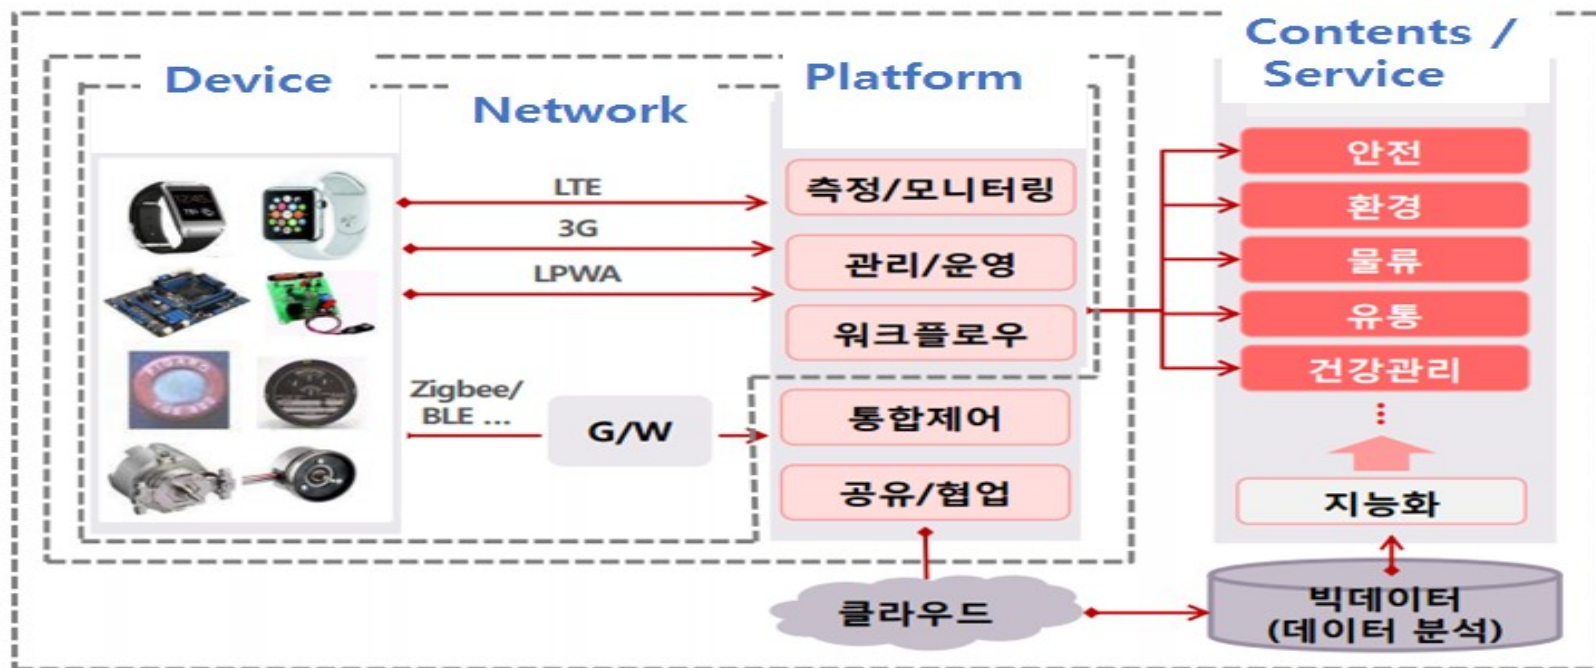 Device
Network
Platform
Contents /
Service
LTE
3G
LPWA
Zigbee/
BLE ...
G/W
측정/모니터링
관리/운영
워크플로우
통합제어
공유/협업
안전
환경
물류
유통
건강관리
지능화
클라우드
빅데이터
(데이터 분석)